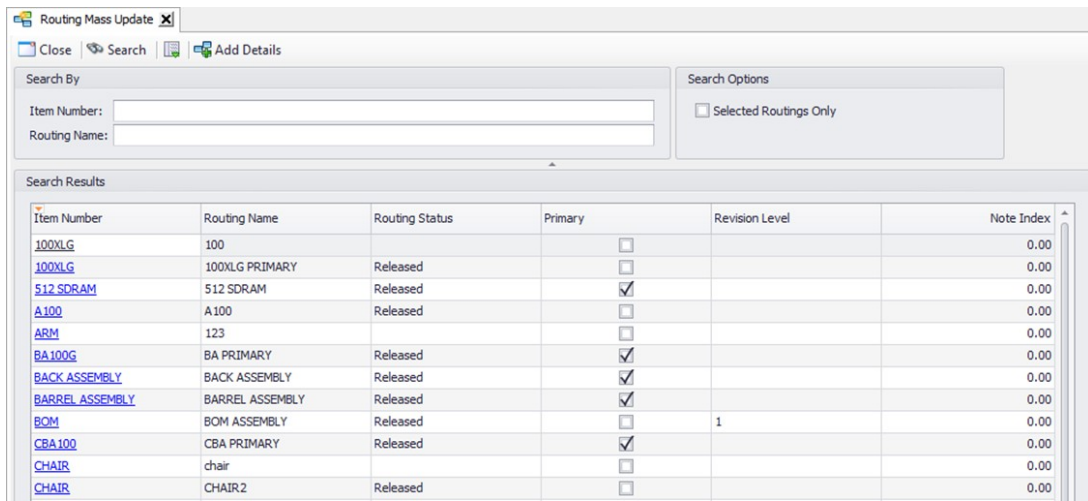 Routing Mass Update
Close Search Add Details
Search By Search Options
Item Number: Selected Routings Only
Routing Name:
Search Results
Item Number Routing Name Routing Status Primary Revision Level Note Index
100XLG 100 0.00
100XLG 100XLG PRIMARY Released 0.00
512 SDRAM 512 SDRAM Released 0.00
A100 A100 Released 0.00
ARM 123 0.00
BA100G BA PRIMARY Released 0.00
BACK ASSEMBLY BACK ASSEMBLY Released 0.00
BARREL ASSEMBLY BARREL ASSEMBLY Released 0.00
BOM BOM ASSEMBLY Released 1 0.00
CBA100 CBA PRIMARY Released 0.00
CHAIR chair 0.00
CHAIR CHAIR2 Released 0.00